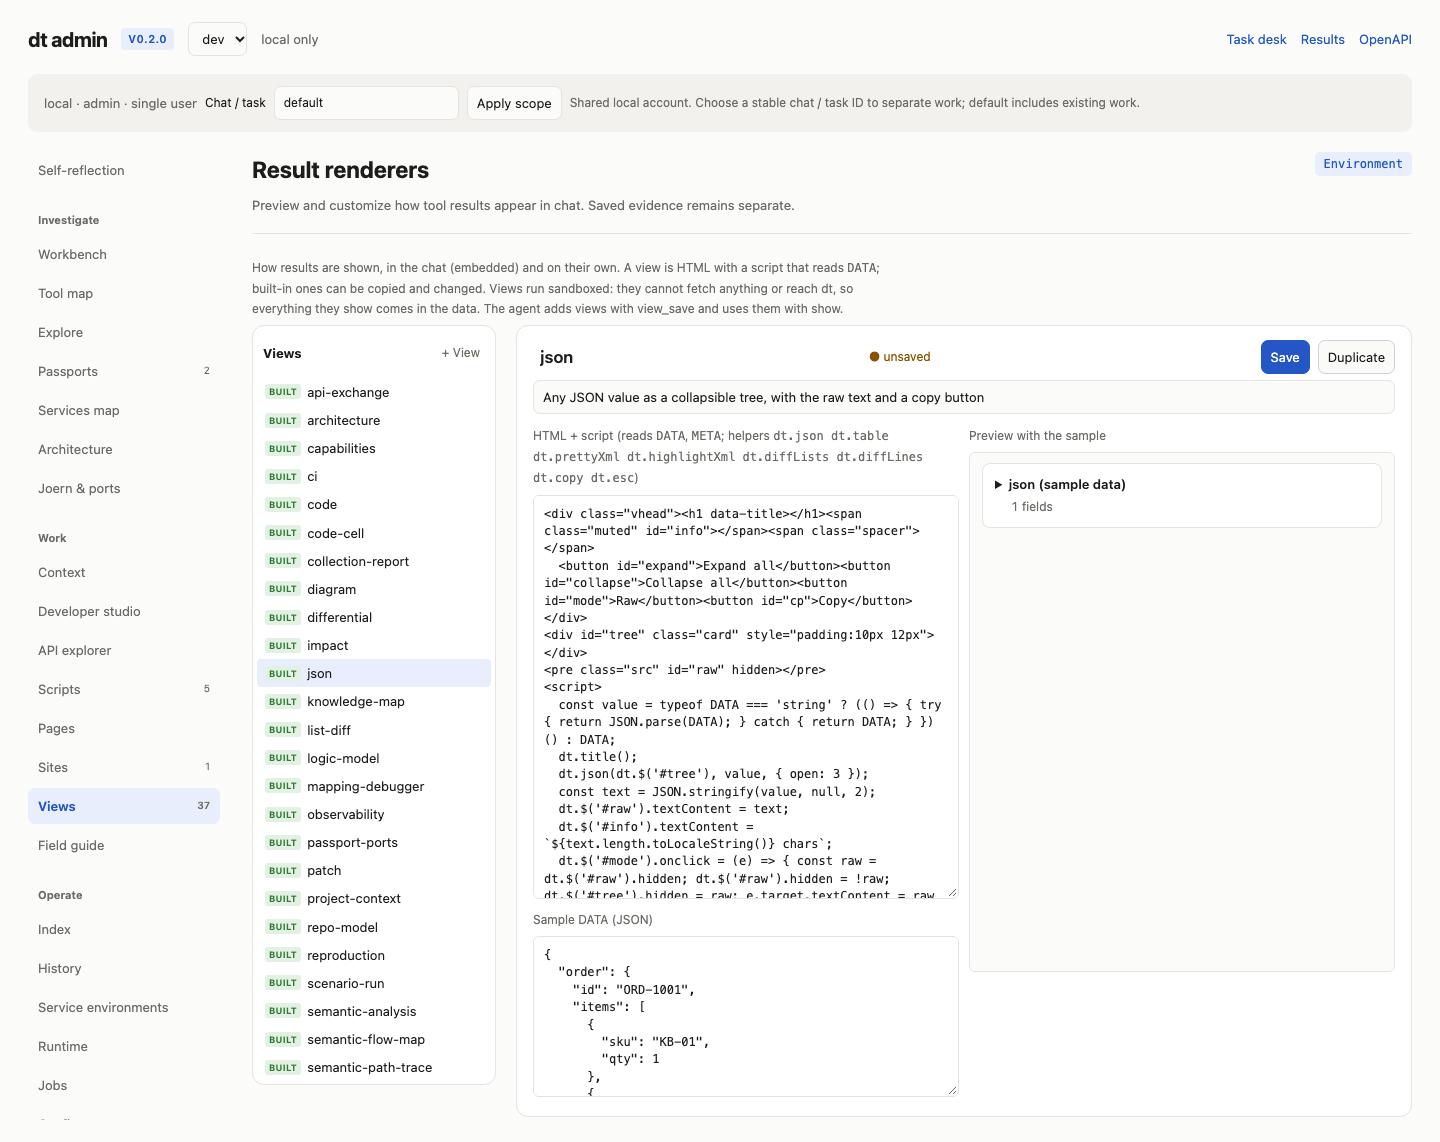 dt admin V0.2.0 dev local only Task desk Results OpenAPI
local · admin · single user Chat / task default Apply scope Shared local account. Choose a stable chat / task ID to separate work; default includes existing work.
Self-reflection
Investigate
Workbench
Tool map
Explore
Passports 2
Services map
Architecture
Joern & ports
Work
Context
Developer studio
API explorer
Scripts 5
Pages
Sites 1
Views 37
Field guide
Operate
Index
History
Service environments
Runtime
Jobs
Result renderers Environment
Preview and customize how tool results appear in chat. Saved evidence remains separate.
How results are shown, in the chat (embedded) and on their own. A view is HTML with a script that reads DATA;
built-in ones can be copied and changed. Views run sandboxed: they cannot fetch anything or reach dt, so
everything they show comes in the data. The agent adds views with view_save and uses them with show.
Views + View
BUILT api-exchange
BUILT architecture
BUILT capabilities
BUILT ci
BUILT code
BUILT code-cell
BUILT collection-report
BUILT diagram
BUILT differential
BUILT impact
BUILT json
BUILT knowledge-map
BUILT list-diff
BUILT logic-model
BUILT mapping-debugger
BUILT observability
BUILT passport-ports
BUILT patch
BUILT project-context
BUILT repo-model
BUILT reproduction
BUILT scenario-run
BUILT semantic-analysis
BUILT semantic-flow-map
BUILT semantic-path-trace
json unsaved Save Duplicate
Any JSON value as a collapsible tree, with the raw text and a copy button
HTML + script (reads DATA, META; helpers dt.json dt.table
dt.prettyXml dt.highlightXml dt.diffLists dt.diffLines
dt.copy dt.esc)
<div class="vhead"><h1 data-title></h1><span
class="muted" id="info"></span><span class="spacer">
</span>
  <button id="expand">Expand all</button><button
id="collapse">Collapse all</button><button
id="mode">Raw</button><button id="cp">Copy</button>
</div>
<div id="tree" class="card" style="padding:10px 12px">
</div>
<pre class="src" id="raw" hidden></pre>
<script>
  const value = typeof DATA === 'string' ? (() => { try
{ return JSON.parse(DATA); } catch { return DATA; } })
() : DATA;
  dt.title();
  dt.json(dt.$('#tree'), value, { open: 3 });
  const text = JSON.stringify(value, null, 2);
  dt.$('#raw').textContent = text;
  dt.$('#info').textContent =
`${text.length.toLocaleString()} chars`;
  dt.$('#mode').onclick = (e) => { const raw =
dt.$('#raw').hidden; dt.$('#raw').hidden = !raw;
dt.$('#tree').hidden = raw; e.target.textContent = raw
Sample DATA (JSON)
{
  "order": {
    "id": "ORD-1001",
    "items": [
      {
        "sku": "KB-01",
        "qty": 1
      },
      {
Preview with the sample
json (sample data)
1 fields